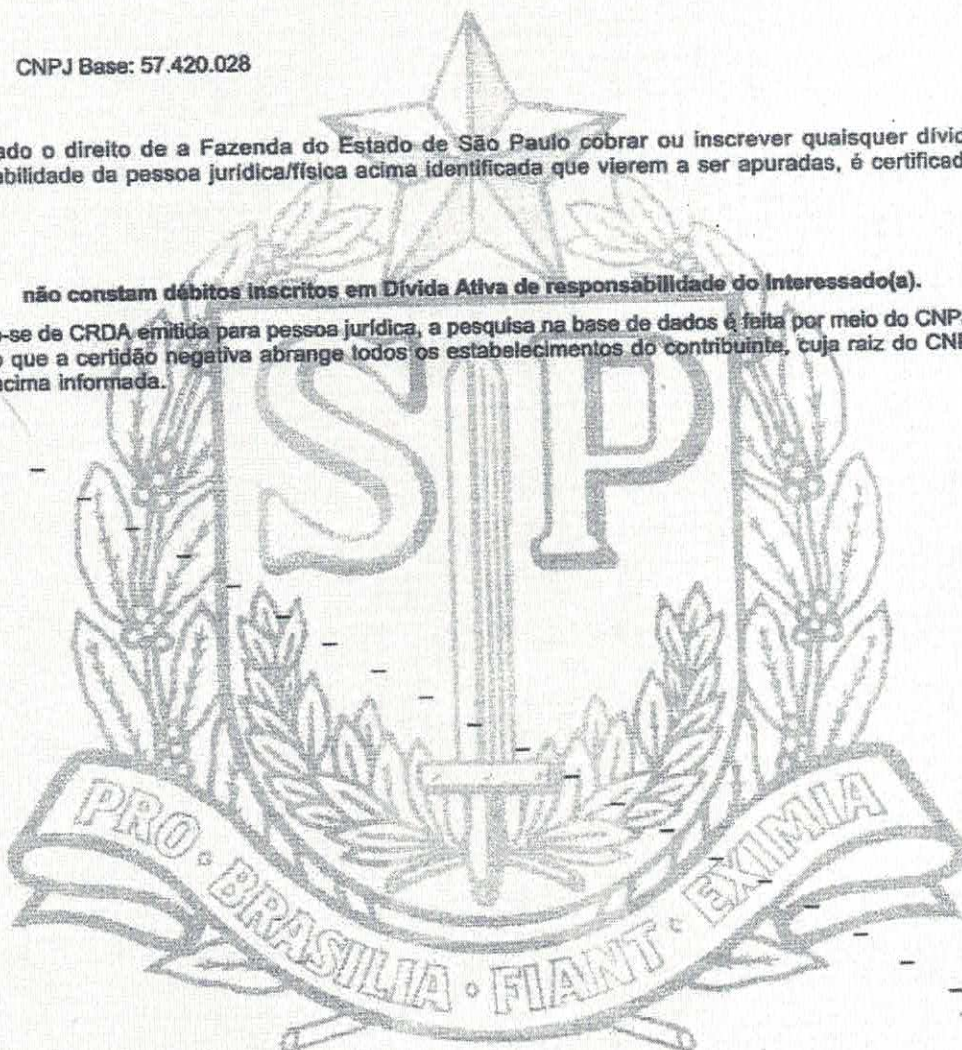 CNPJ Base: 57.420.028
ado o direito de a Fazenda do Estado de São Paulo cobrar ou inscrever quaisquer dívic
abilidade da pessoa jurídica/física acima identificada que vierem a ser apuradas, é certificad
não constam débitos inscritos em Dívida Ativa de responsabilidade do Interessado(a).
o-se de CRDA emitida para pessoa jurídica, a pesquisa na base de dados é feita por meio do CNP
o que a certidão negativa abrange todos os estabelecimentos do contribuinte, cuja raiz do CNI
acima informada.
SP
PRO · BRASILIA · FIANT · EXIMIA